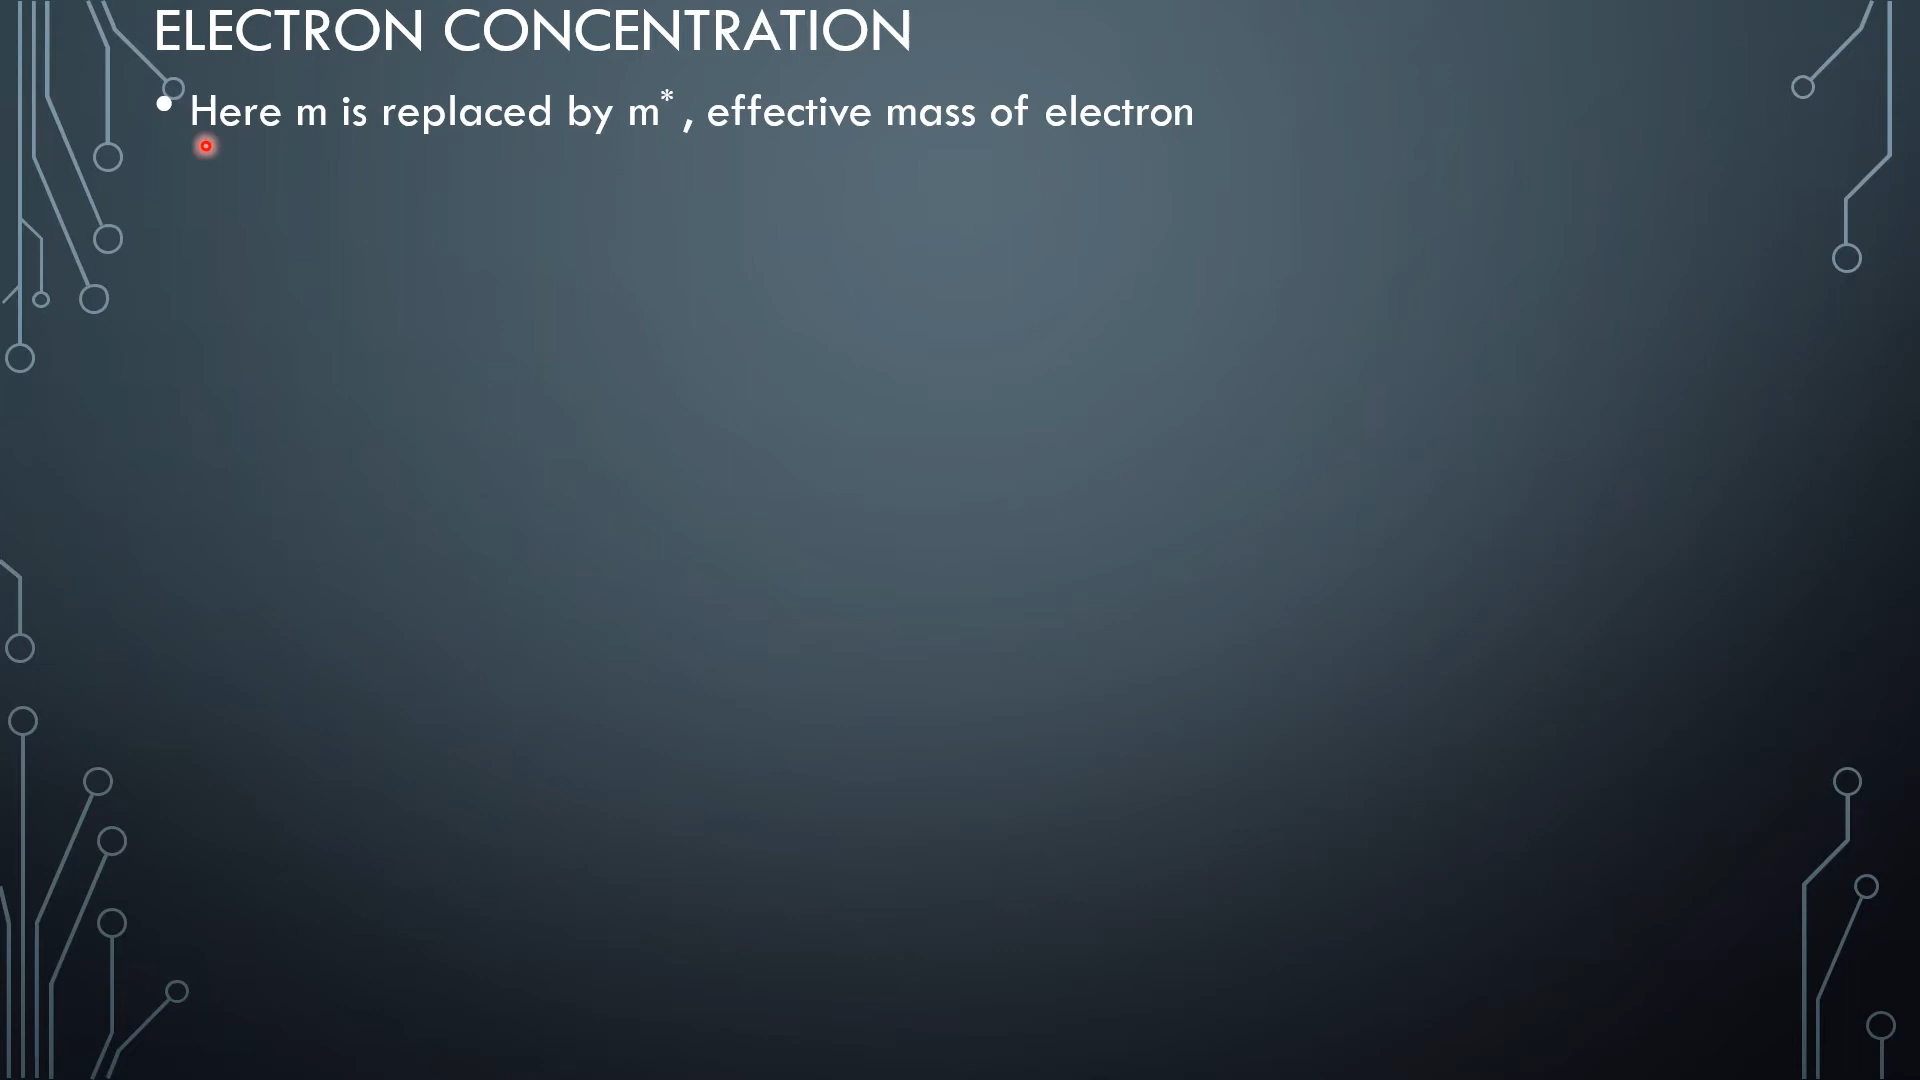 ELECTRON CONCENTRATION
• Here m is replaced by m* , effective mass of electron